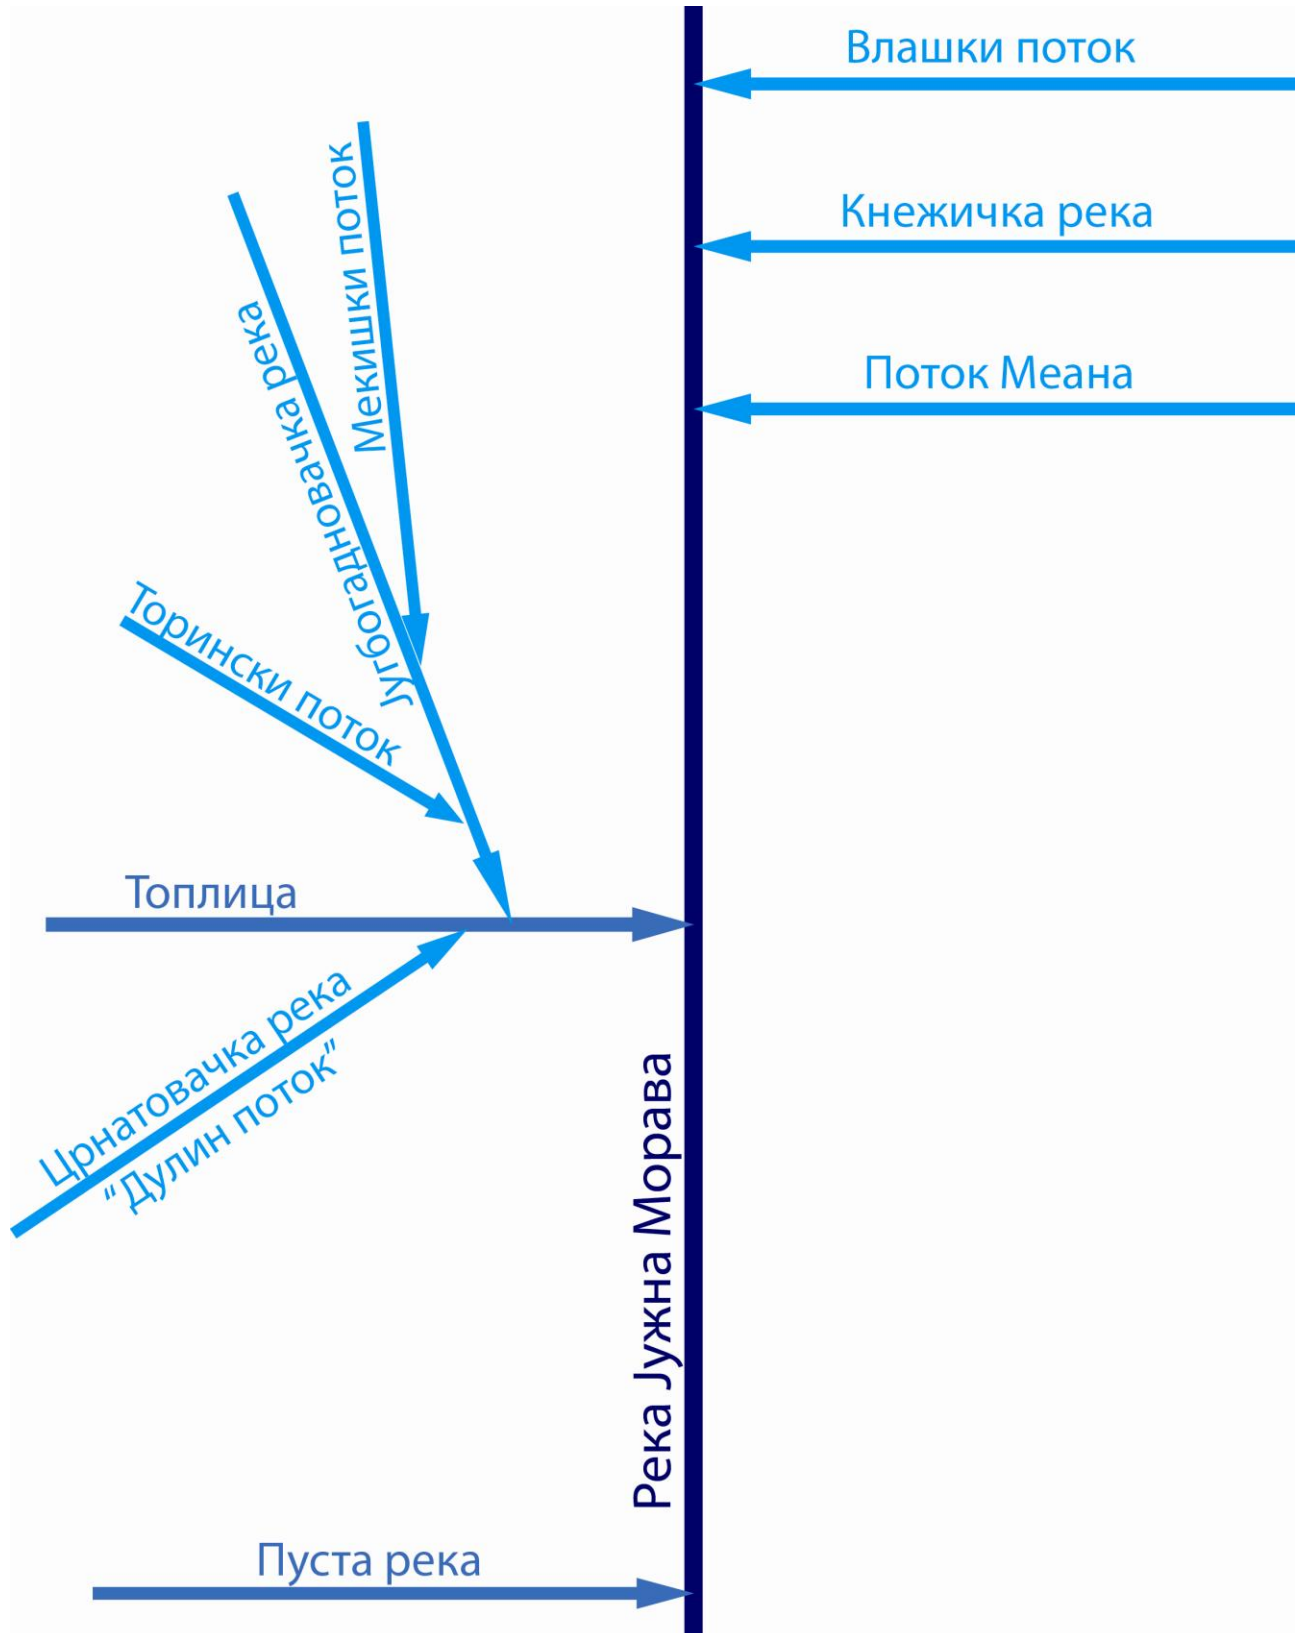 Влашки поток
Кнежичка река
Поток Меана
Мекишки поток
Југбогадновачка река
Торински поток
Топлица
Црнатовачка река
“Дулин поток”
Река Јужна Морава
Пуста река